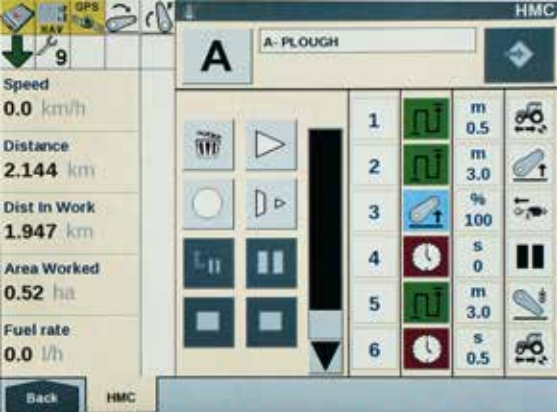 GPS
HMC
NAV
A
A- PLOUGH
9
Speed
0.0 km/h
Distance
2.144 km
Dist In Work
1.947 km
Area Worked
0.52 ha
Fuel rate
0.0 l/h
1 m 0.5
2 m 3.0
3 % 100
4 s 0
5 m 3.0
6 s 0.5
Back
HMC